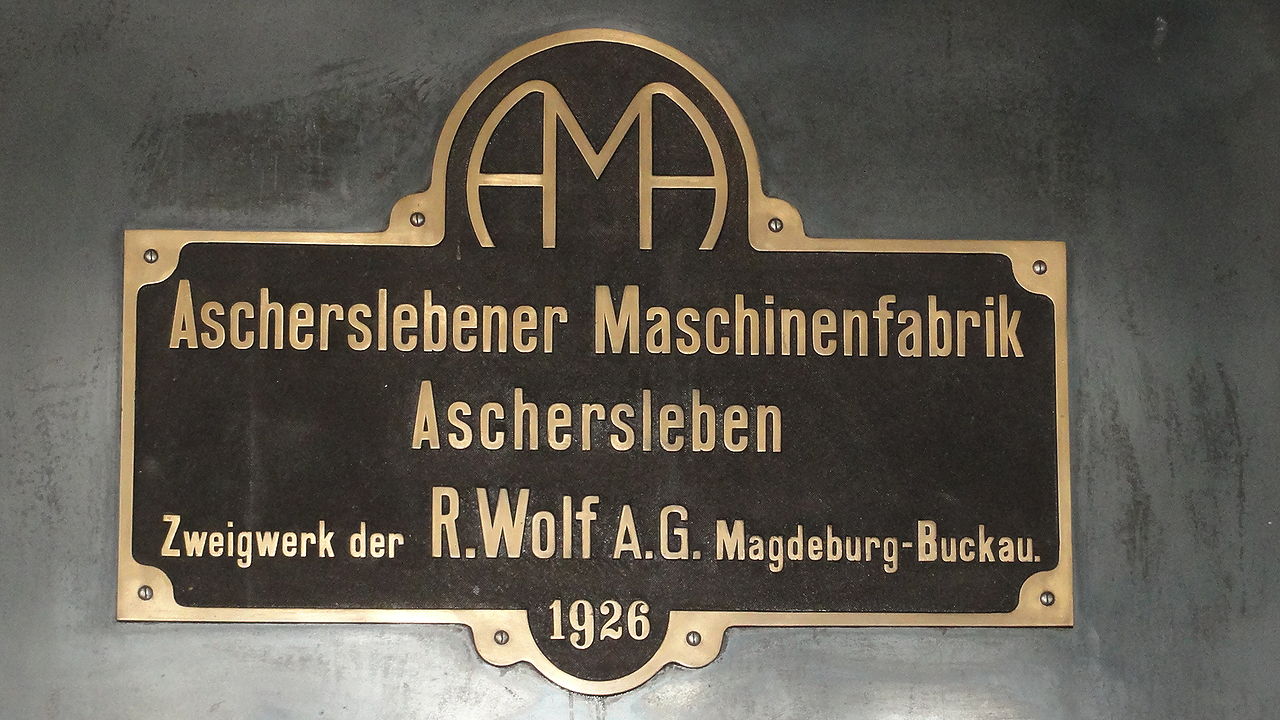 AMA
Ascherslebener Maschinenfabrik
Aschersleben
Zweigwerk der R.Wolf A.G. Magdeburg-Buckau.
1926